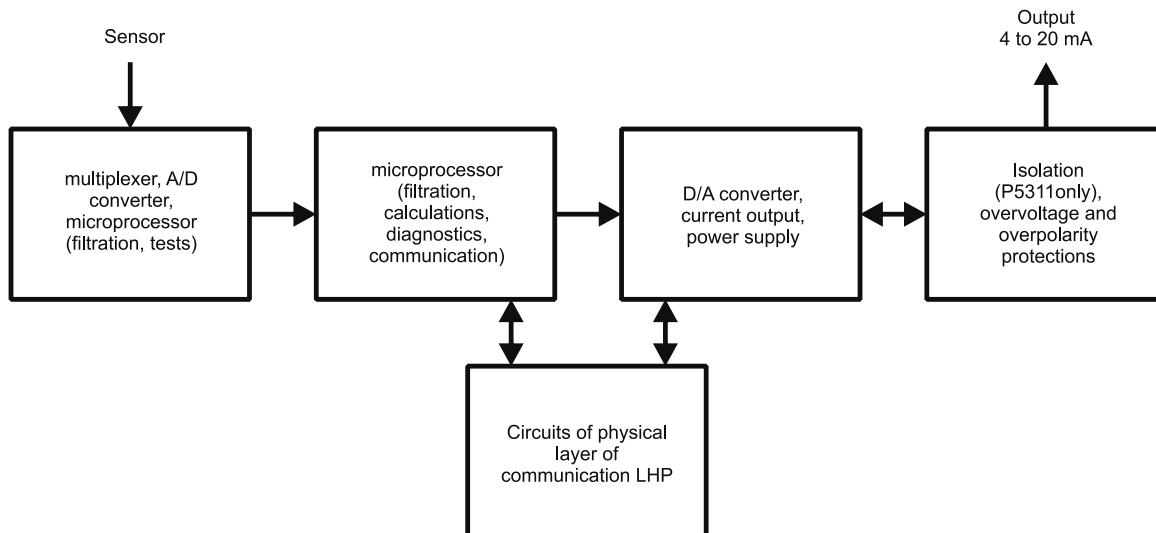 Sensor
Output
4 to 20 mA
multiplexer, A/D
converter,
microprocessor
(filtration, tests)
microprocessor
(filtration,
calculations,
diagnostics,
communication)
D/A converter,
current output,
power supply
Isolation
(P5311only),
overvoltage and
overpolarity
protections
Circuits of physical
layer of
communication LHP